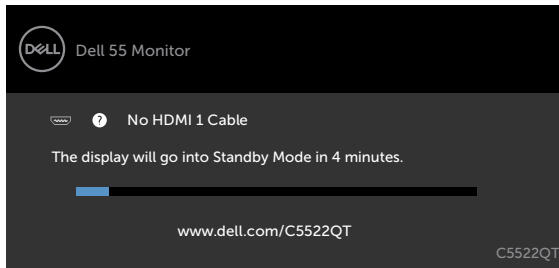 DELL Dell 55 Monitor
? No HDMI 1 Cable
The display will go into Standby Mode in 4 minutes.
www.dell.com/C5522QT
C5522QT